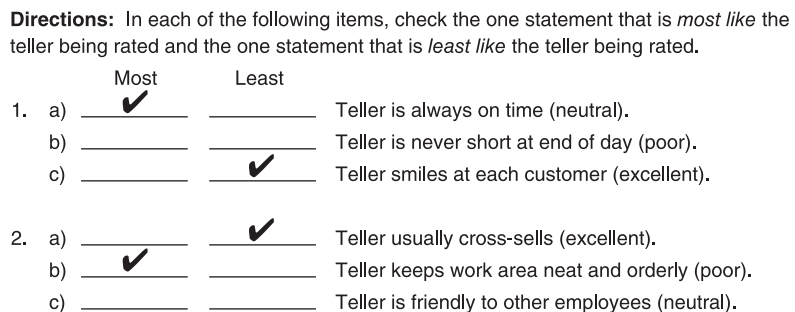 Directions: In each of the following items, check the one statement that is most like the
teller being rated and the one statement that is least like the teller being rated.
Most Least
1. a) ✔ Teller is always on time (neutral).
b) Teller is never short at end of day (poor).
c) ✔ Teller smiles at each customer (excellent).
2. a) ✔ Teller usually cross-sells (excellent).
b) ✔ Teller keeps work area neat and orderly (poor).
c) Teller is friendly to other employees (neutral).